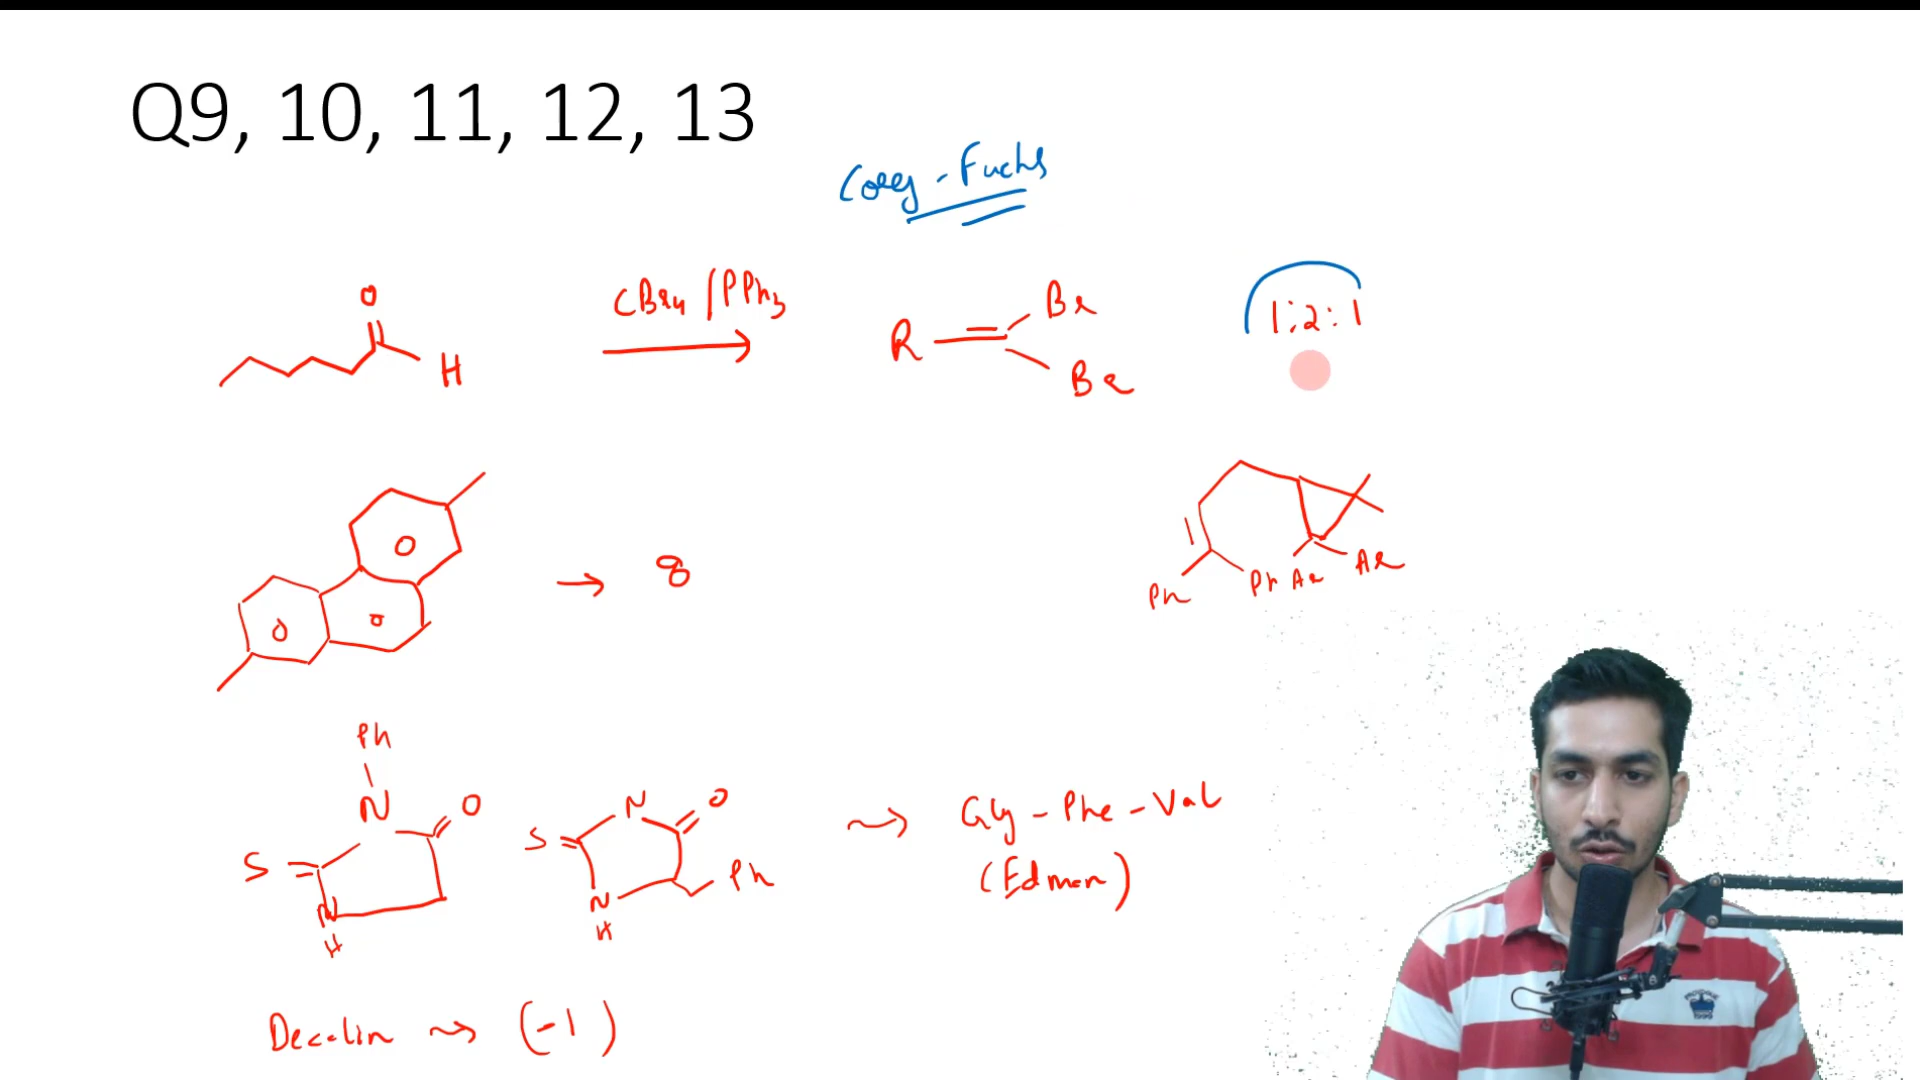 Q9, 10, 11, 12, 13
Corey - Fuchs
O
H
CBr4 / PPh3
R
Br
Br
1:2:1
O
O
O
→ 8
Ph
Ph
Ar
Ar
Ph
N
O
S
N
H
N
O
S
Ph
N
H
Gly - Phe - Val
(Edman)
Decalin (-1)